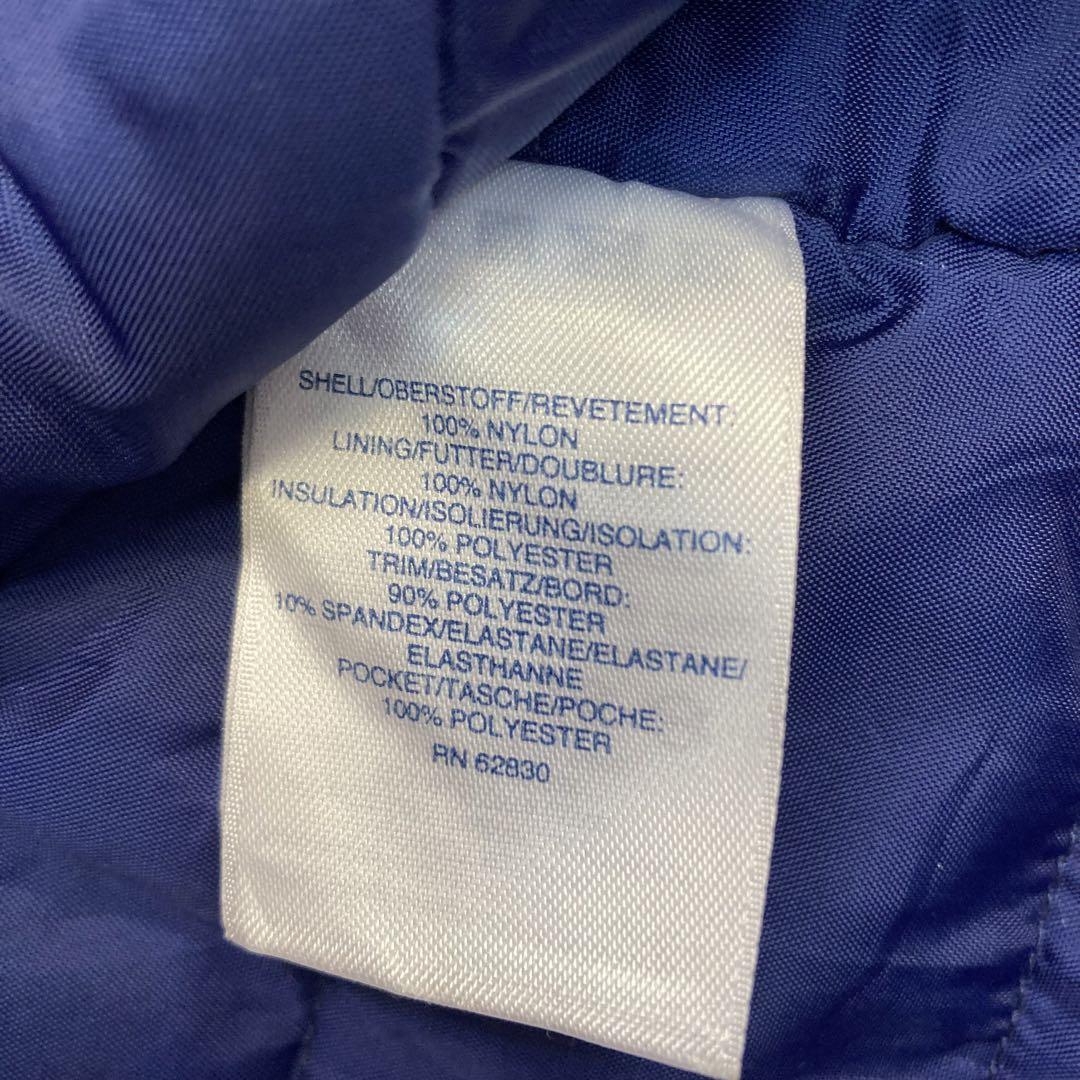 SHELL/OBERSTOFF/REVETEMENT:
100% NYLON
LINING/FUTTER/DOUBLURE:
100% NYLON
INSULATION/ISOLIERUNG/ISOLATION:
100% POLYESTER
TRIM/BESATZ/BORD:
90% POLYESTER
10% SPANDEX/ELASTANE/ELASTANE/
ELASTHANNE
POCKET/TASCHE/POCHE:
100% POLYESTER
RN 62830